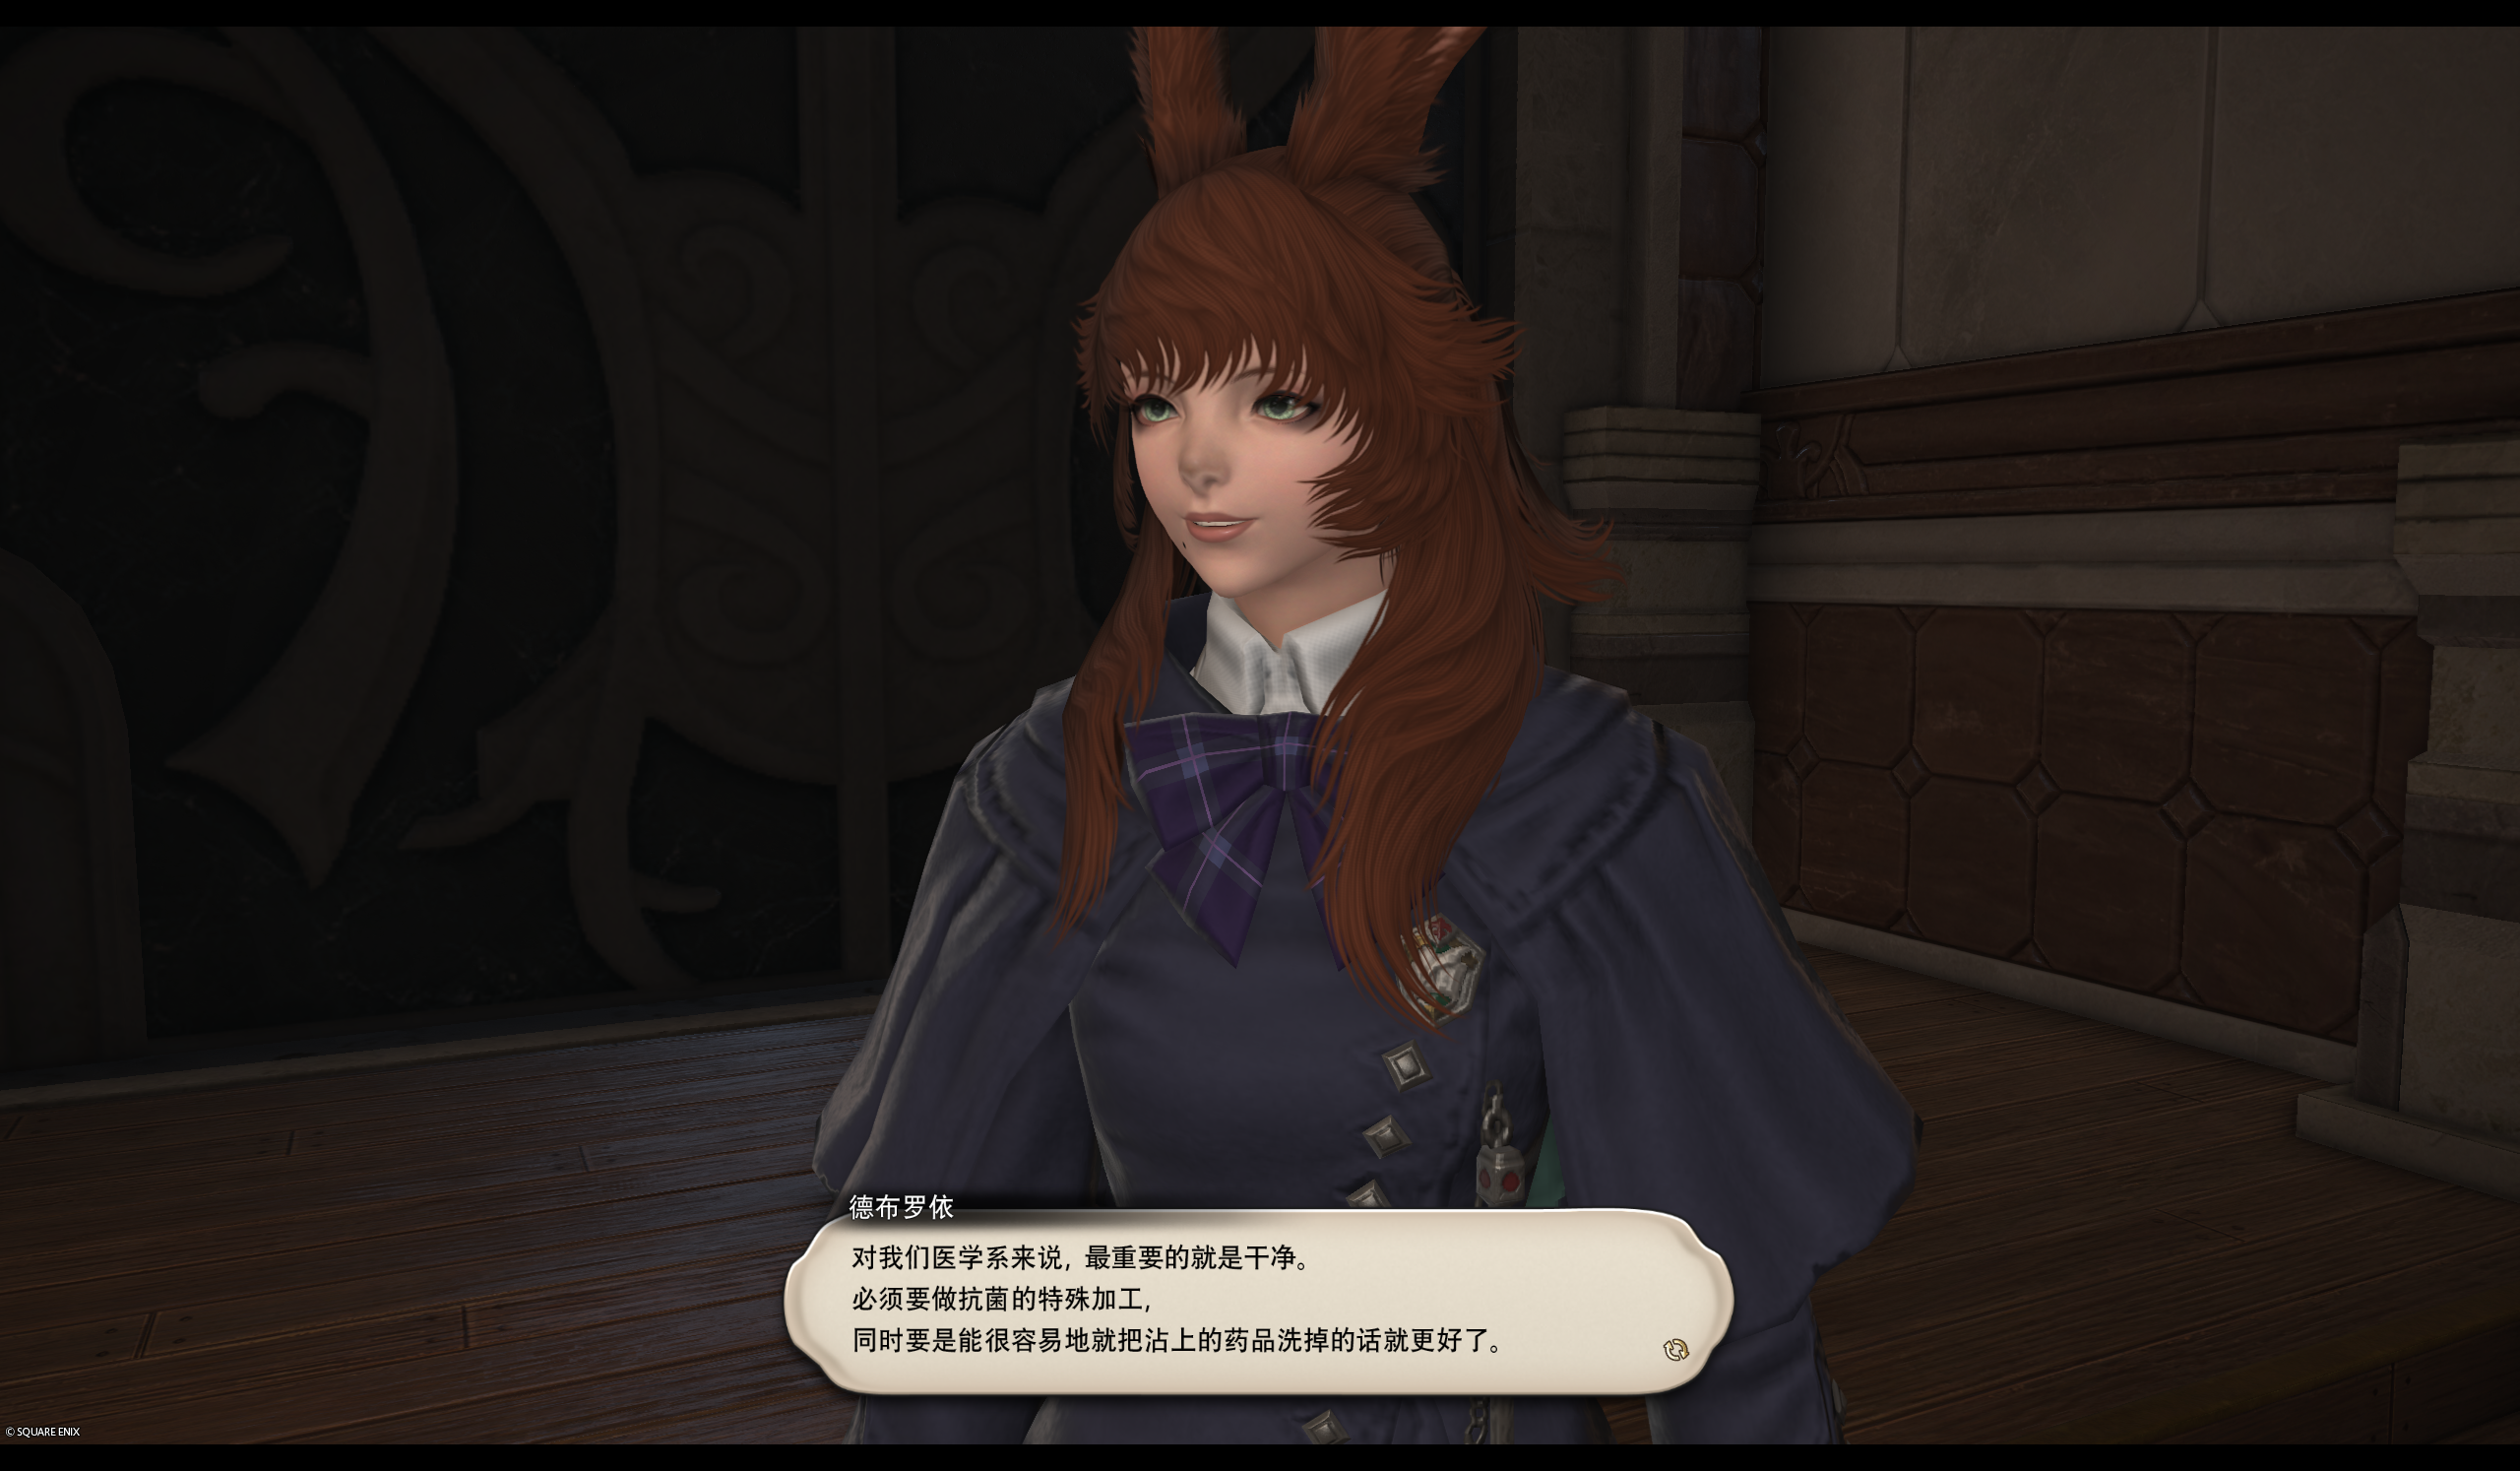 德布罗依
对我们医学系来说，最重要的就是干净。
必须要做抗菌的特殊加工，
同时要是能很容易地就把沾上的药品洗掉的话就更好了。
© SQUARE ENIX